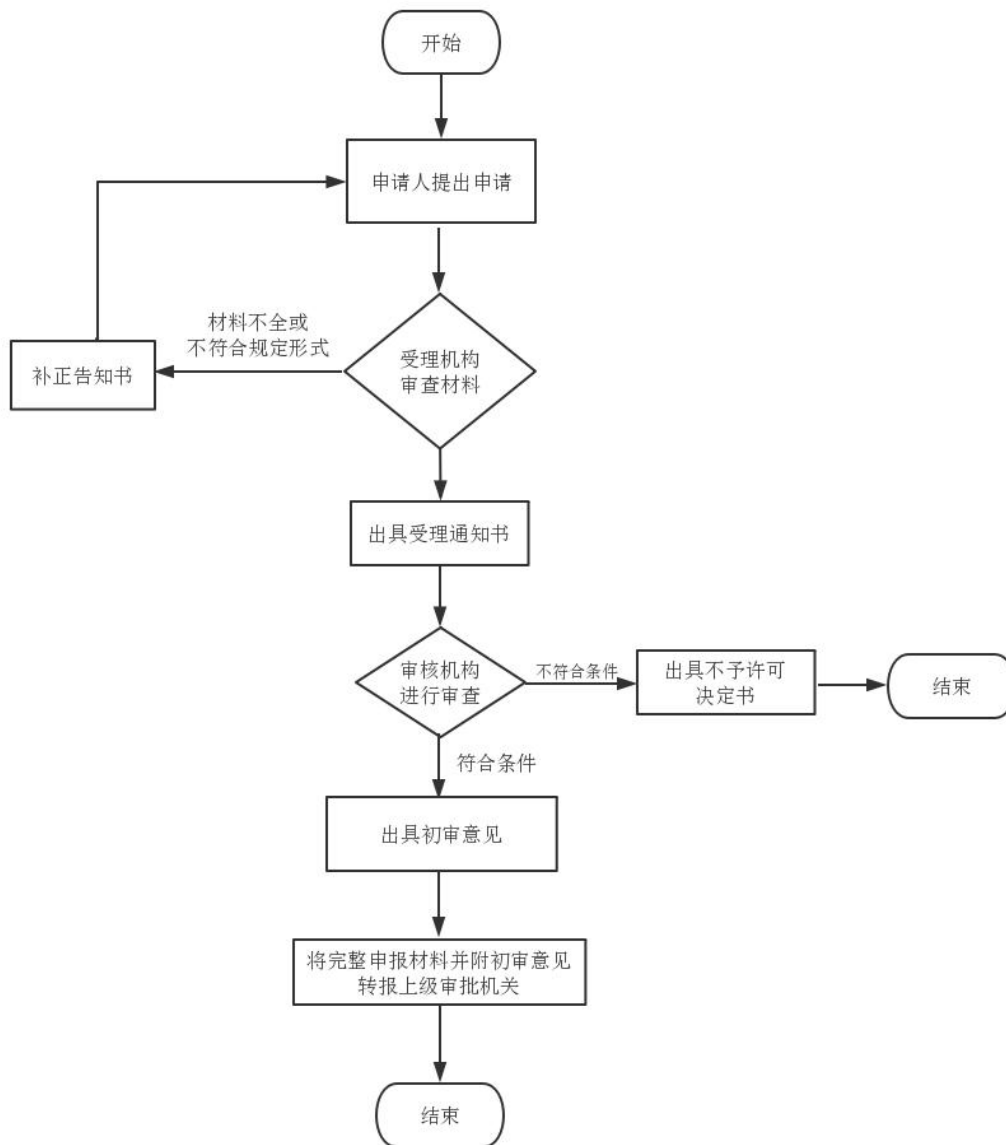 开始
申请人提出申请
材料不全或
不符合规定形式
受理机构
审查材料
补正告知书
出具受理通知书
审核机构
进行审查
不符合条件
出具不予许可
决定书
结束
符合条件
出具初审意见
将完整申报材料并附初审意见
转报上级审批机关
结束